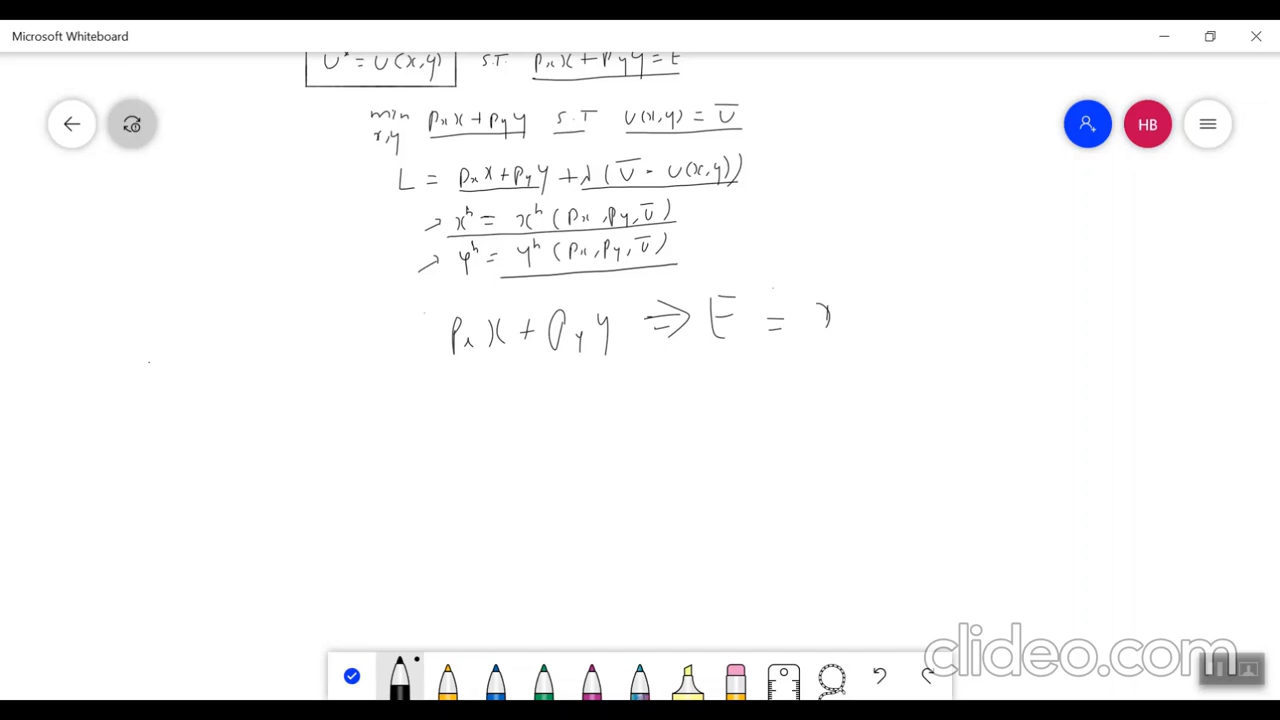 Microsoft Whiteboard
U* = U(x,y) S.T. Pxx + Pyy = E
min x,y Pxx + Pyy S.T U(x,y) = U̅
HB
L = Pxx + Pyy + λ(U̅ - U(x,y))
→ xʰ = xʰ(Px, Py, U̅)
→ yʰ = yʰ(Px, Py, U̅)
Pxx + Pyy ⇒ E = x
clideo.com